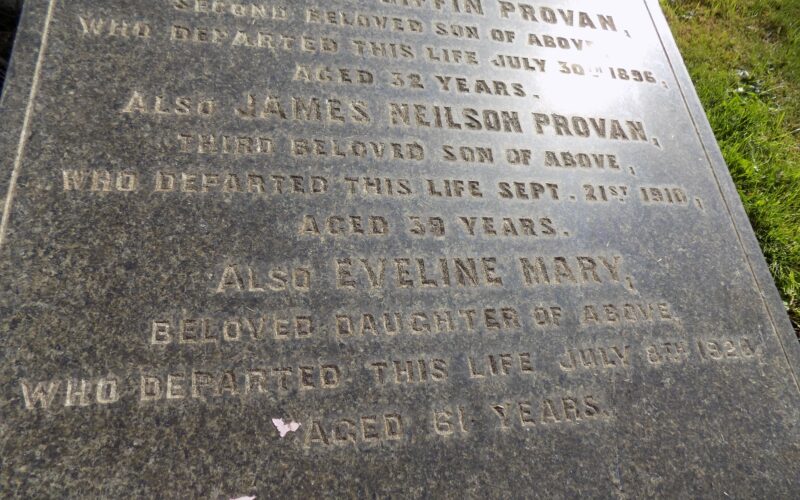 PROVAN,
SECOND BELOVED SON OF ABOVE,
WHO DEPARTED THIS LIFE JULY 30TH 1896,
AGED 32 YEARS.
ALSO JAMES NEILSON PROVAN,
THIRD BELOVED SON OF ABOVE,
WHO DEPARTED THIS LIFE SEPT. 21ST 1910,
AGED 39 YEARS.
ALSO EVELINE MARY,
BELOVED DAUGHTER OF ABOVE,
WHO DEPARTED THIS LIFE JULY 8TH
AGED 61 YEARS.